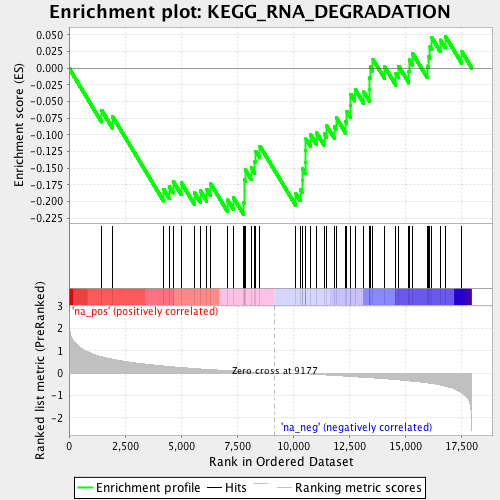 Enrichment plot: KEGG_RNA_DEGRADATION
Enrichment score (ES)
0.050
0.025
0.000
-0.025
-0.050
-0.075
-0.100
-0.125
-0.150
-0.175
-0.200
-0.225
'na_pos' (positively correlated)
Ranked list metric (PreRanked)
3
2
1
0
-1
-2
Zero cross at 9177
'na_neg' (negatively correlated)
0 2,500 5,000 7,500 10,000 12,500 15,000 17,500
Rank in Ordered Dataset
Enrichment profile Hits Ranking metric scores